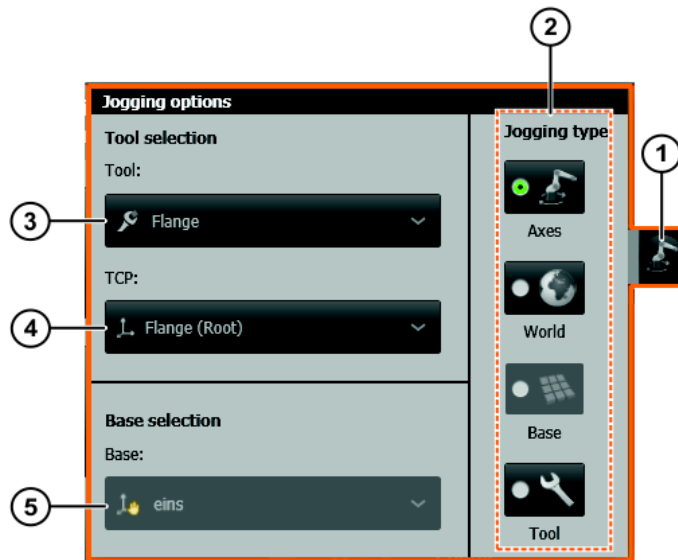 2
Jogging options
Tool selection
Jogging type
1
Tool:
3
Flange
Axes
TCP:
4
Flange (Root)
World
Base selection
Base
Base:
5
eins
Tool